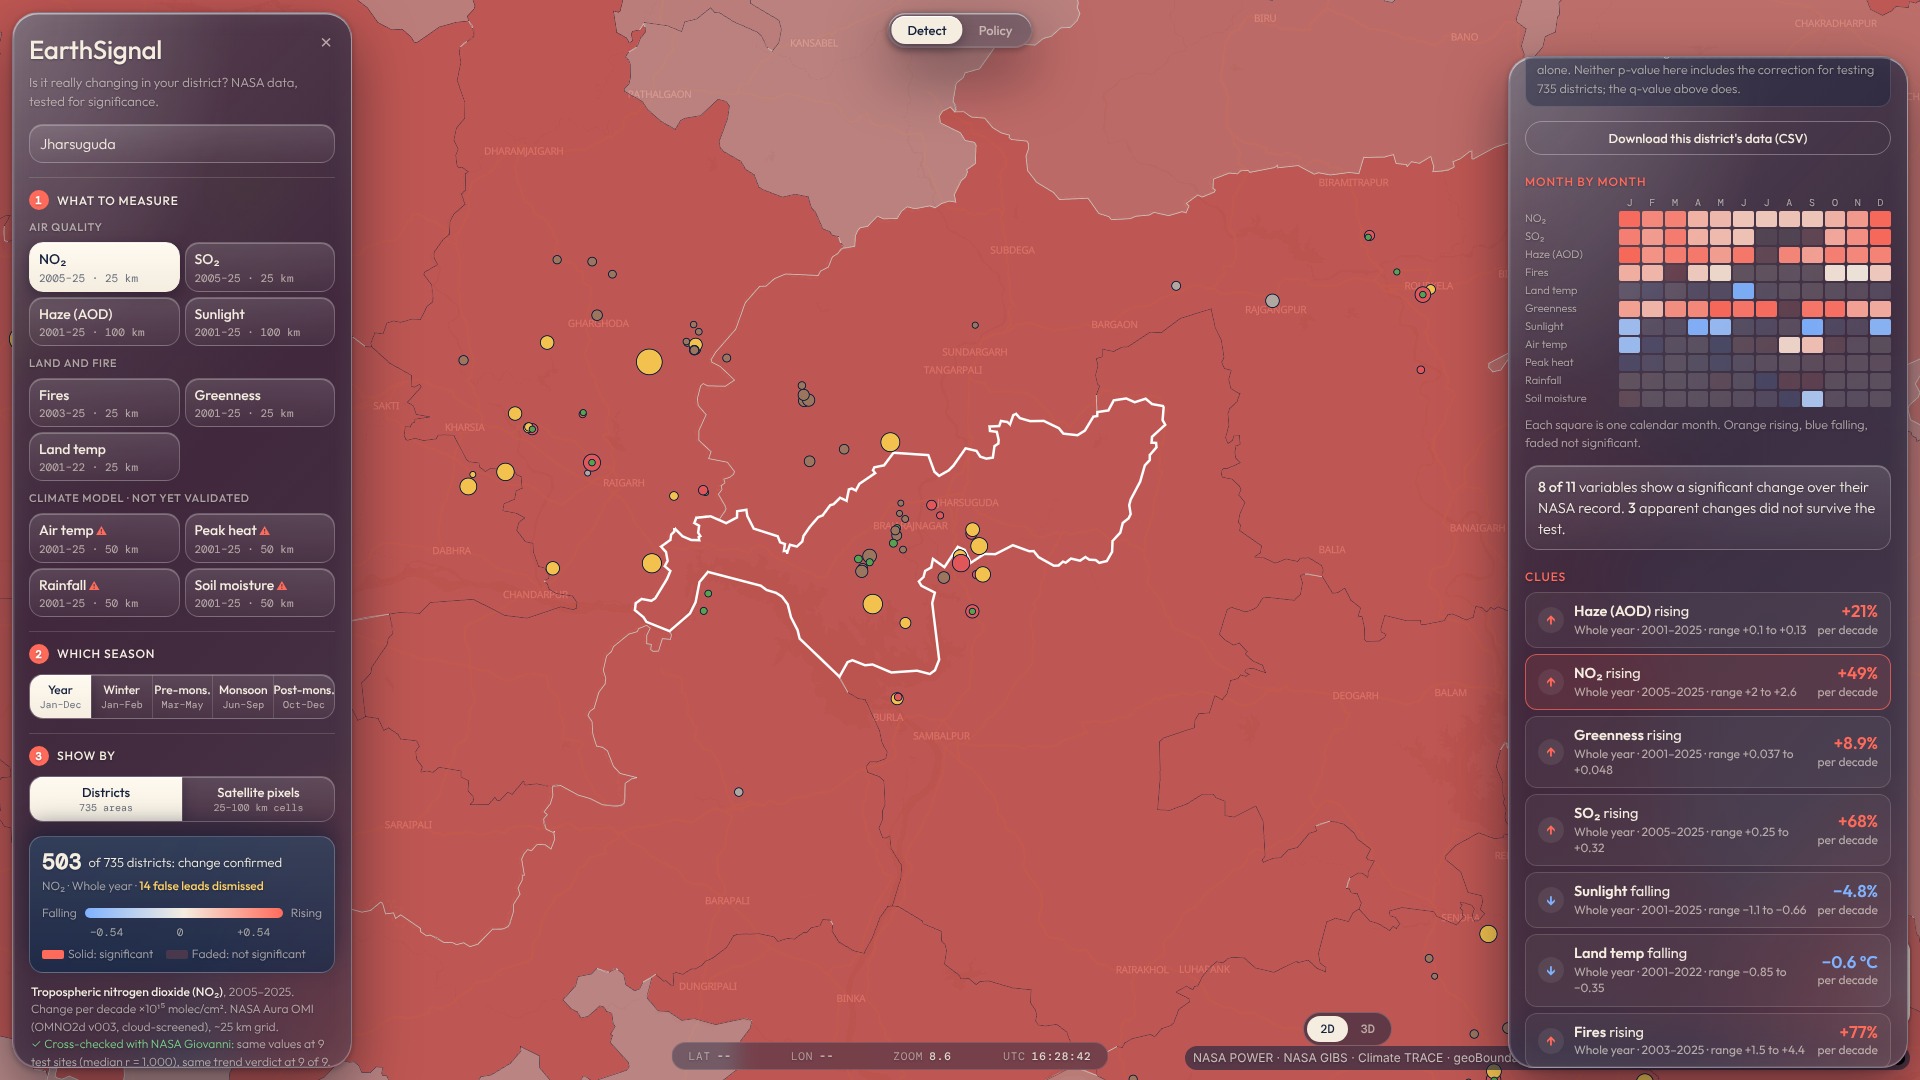 EarthSignal
×
Is it really changing in your district? NASA data,
tested for significance.
Jharsuguda
1 WHAT TO MEASURE
AIR QUALITY
NO₂
2005-25 · 25 km
SO₂
2005-25 · 25 km
Haze (AOD)
2001-25 · 100 km
Sunlight
2001-25 · 100 km
LAND AND FIRE
Fires
2003-25 · 25 km
Greenness
2001-25 · 25 km
Land temp
2001-22 · 25 km
CLIMATE MODEL · NOT YET VALIDATED
Air temp
2001-25 · 50 km
Peak heat
2001-25 · 50 km
Rainfall
2001-25 · 50 km
Soil moisture
2001-25 · 50 km
2 WHICH SEASON
Year
Jan-Dec
Winter
Jan-Feb
Pre-mons.
Mar-May
Monsoon
Jun-Sep
Post-mons.
Oct-Dec
3 SHOW BY
Districts
735 areas
Satellite pixels
25-100 km cells
503 of 735 districts: change confirmed
NO₂ · Whole year · 14 false leads dismissed
Falling Rising
−0.54 0 +0.54
Solid: significant Faded: not significant
Tropospheric nitrogen dioxide (NO₂), 2005–2025.
Change per decade ×10¹⁵ molec/cm². NASA Aura OMI
(OMNO2d v003, cloud-screened), ~25 km grid.
✓ Cross-checked with NASA Giovanni: same values at 9
test sites (median r = 1.000), same trend verdict at 9 of 9.
Detect Policy
KANSABEL
BIRU
BANO
CHAKRADHARPUR
PATHALGAON
DHARAMJAIGARH
BIRAMITRAPUR
SUBDEGA
GHARGHODA
RAJGANGPUR
BARGAON
SUNDARGARH
TANGARPALI
SAKTI
KHARSIA
RAIGARH
JHARSUGUDA
BRAJRAJNAGAR
BANAIGARH
DABHRA
BALIA
CHANDARPUR
DEOGARH
BALAM
BURLA
SAMBALPUR
SARAIPALI
BARAPALI
RAIRAKHOL
DUNGRIPALI
BINKA
2D 3D
LAT -- LON -- ZOOM 8.6 UTC 16:28:42
NASA POWER · NASA GIBS · Climate TRACE · geoBound
alone. Neither p-value here includes the correction for testing
735 districts; the q-value above does.
Download this district's data (CSV)
MONTH BY MONTH
J F M A M J J A S O N D
NO₂
SO₂
Haze (AOD)
Fires
Land temp
Greenness
Sunlight
Air temp
Peak heat
Rainfall
Soil moisture
Each square is one calendar month. Orange rising, blue falling,
faded not significant.
8 of 11 variables show a significant change over their
NASA record. 3 apparent changes did not survive the
test.
CLUES
Haze (AOD) rising +21%
Whole year · 2001–2025 · range +0.1 to +0.13 per decade
NO₂ rising +49%
Whole year · 2005–2025 · range +2 to +2.6 per decade
Greenness rising +8.9%
Whole year · 2001–2025 · range +0.037 to per decade
+0.048
SO₂ rising +68%
Whole year · 2005–2025 · range +0.25 to per decade
+0.32
Sunlight falling −4.8%
Whole year · 2001–2025 · range −1.1 to −0.66 per decade
Land temp falling −0.6 °C
Whole year · 2001–2022 · range −0.85 to per decade
−0.35
Fires rising +77%
Whole year · 2003–2025 · range +1.5 to +4.4 per decade